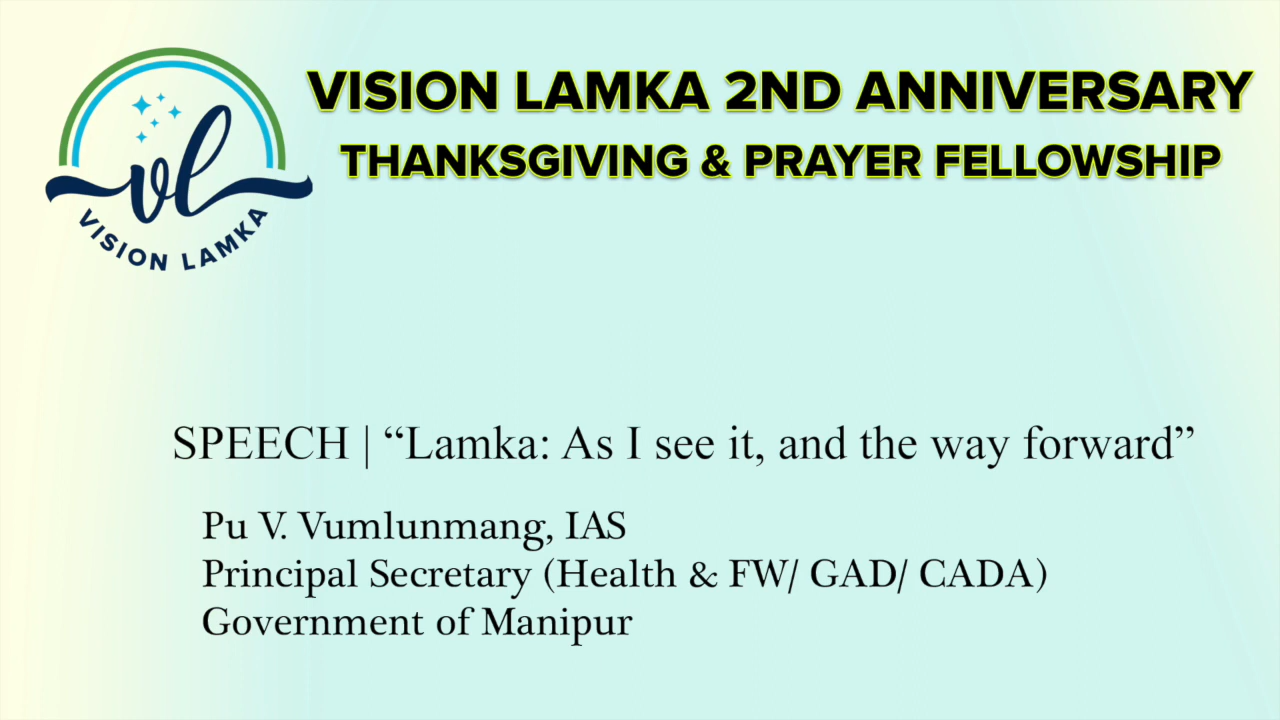 vl
VISION LAMKA
VISION LAMKA 2ND ANNIVERSARY
THANKSGIVING & PRAYER FELLOWSHIP
SPEECH | “Lamka: As I see it, and the way forward”
Pu V. Vumlunmang, IAS
Principal Secretary (Health & FW/ GAD/ CADA)
Government of Manipur